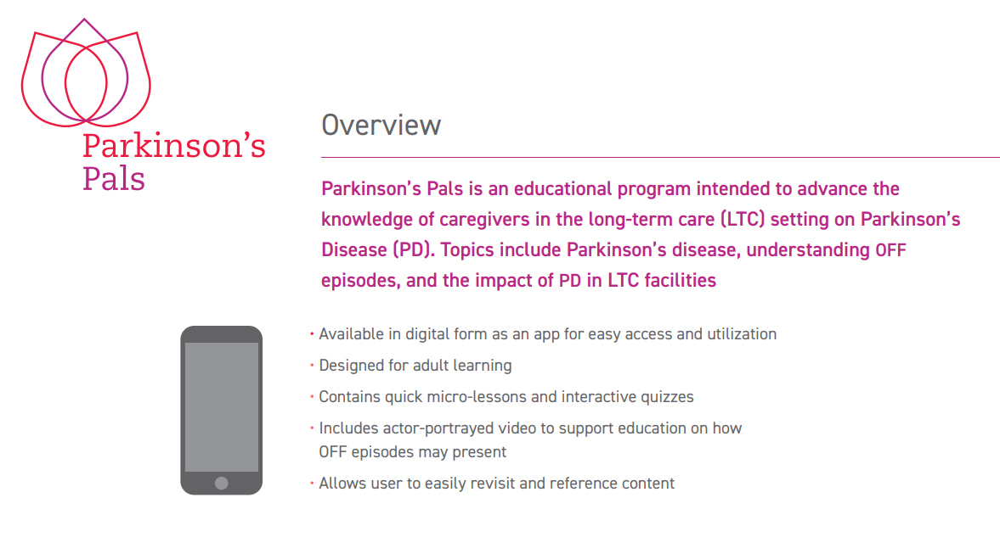 Parkinson’s
Pals
Overview
Parkinson’s Pals is an educational program intended to advance the
knowledge of caregivers in the long-term care (LTC) setting on Parkinson’s
Disease (PD). Topics include Parkinson’s disease, understanding OFF
episodes, and the impact of PD in LTC facilities
• Available in digital form as an app for easy access and utilization
• Designed for adult learning
• Contains quick micro-lessons and interactive quizzes
• Includes actor-portrayed video to support education on how
OFF episodes may present
• Allows user to easily revisit and reference content